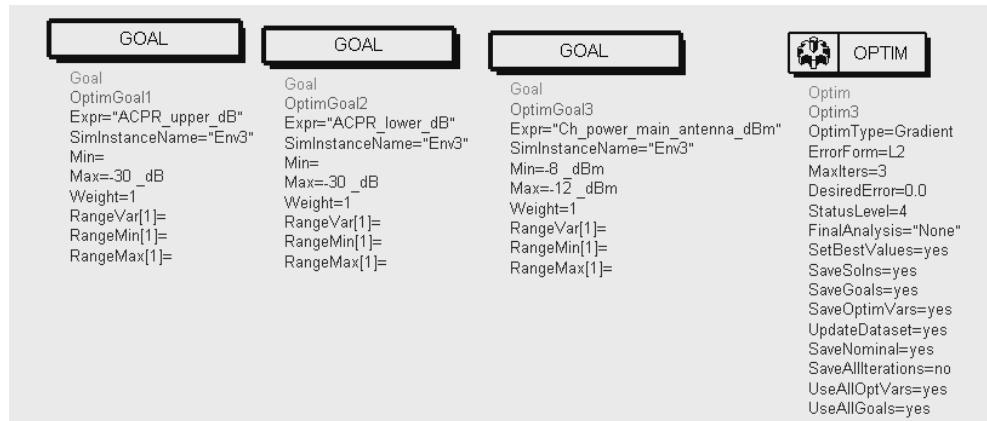 GOAL
Goal
OptimGoal1
Expr="ACPR_upper_dB"
SimInstanceName="Env3"
Min=
Max=-30 _dB
Weight=1
RangeVar[1]=
RangeMin[1]=
RangeMax[1]=
GOAL
Goal
OptimGoal2
Expr="ACPR_lower_dB"
SimInstanceName="Env3"
Min=
Max=-30 _dB
Weight=1
RangeVar[1]=
RangeMin[1]=
RangeMax[1]=
GOAL
Goal
OptimGoal3
Expr="Ch_power_main_antenna_dBm"
SimInstanceName="Env3"
Min=-8 _dBm
Max=-12 _dBm
Weight=1
RangeVar[1]=
RangeMin[1]=
RangeMax[1]=
OPTIM
Optim
Optim3
OptimType=Gradient
ErrorForm=L2
MaxIters=3
DesiredError=0.0
StatusLevel=4
FinalAnalysis="None"
SetBestValues=yes
SaveSolns=yes
SaveGoals=yes
SaveOptimVars=yes
UpdateDataset=yes
SaveNominal=yes
SaveAllIterations=no
UseAllOptVars=yes
UseAllGoals=yes